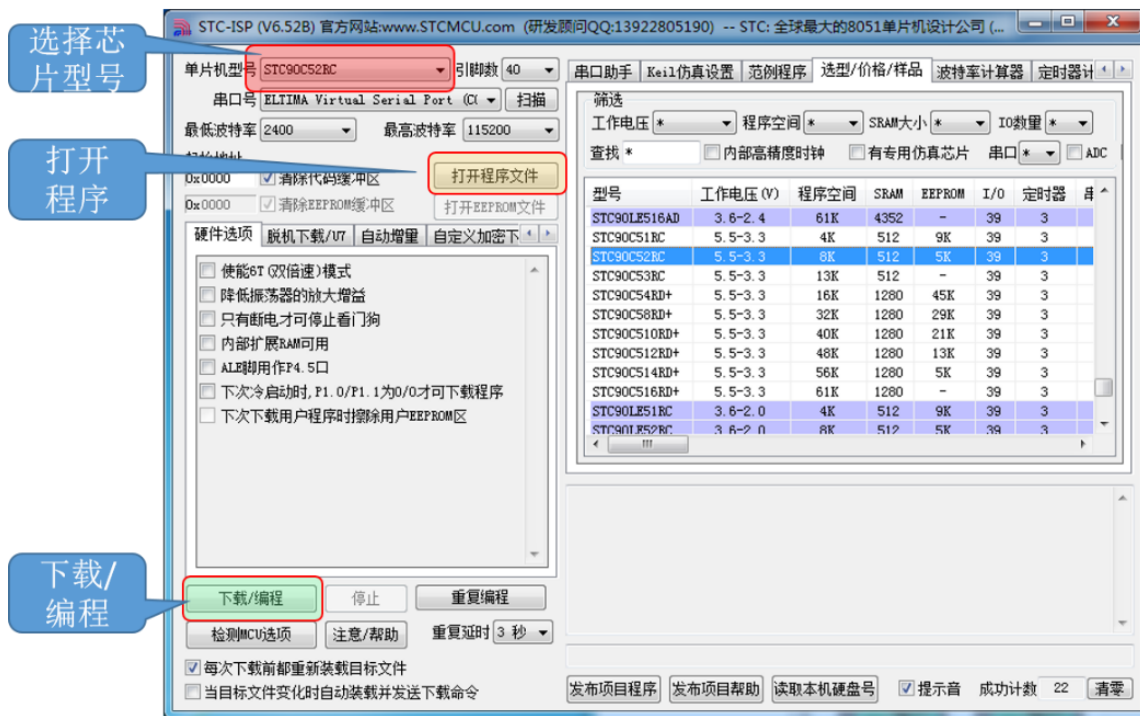 STC-ISP (V6.52B) 官方网站:www.STCMCU.com (研发顾问QQ:13922805190) -- STC: 全球最大的8051单片机设计公司 (...
选择芯
片型号
打开
程序
下载/
编程
单片机型号 STC90C52RC 引脚数 40
串口号 ELTIMA Virtual Serial Port (C( 扫描
最低波特率 2400 最高波特率 115200
0x0000 清除代码缓冲区 打开程序文件
0x0000 清除EEPROM缓冲区 打开EEPROM文件
硬件选项 脱机下载/U7 自动增量 自定义加密下
使能6T(双倍速)模式
降低振荡器的放大增益
只有断电才可停止看门狗
内部扩展RAM可用
ALE脚用作P4.5口
下次冷启动时,P1.0/P1.1为0/0才可下载程序
下次下载用户程序时擦除用户EEPROM区
下载/编程 停止 重复编程
检测MCU选项 注意/帮助 重复延时 3 秒
每次下载前都重新装载目标文件
当目标文件变化时自动装载并发送下载命令
串口助手 Keil仿真设置 范例程序 选型/价格/样品 波特率计算器 定时器计
筛选
工作电压 * 程序空间 * SRAM大小 * IO数量 *
查找 * 内部高精度时钟 有专用仿真芯片 串口 * ADC
型号 工作电压(V) 程序空间 SRAM EEPROM I/O 定时器 串
STC90LE516AD 3.6-2.4 61K 4352 - 39 3
STC90C51RC 5.5-3.3 4K 512 9K 39 3
STC90C52RC 5.5-3.3 8K 512 5K 39 3
STC90C53RC 5.5-3.3 13K 512 - 39 3
STC90C54RD+ 5.5-3.3 16K 1280 45K 39 3
STC90C58RD+ 5.5-3.3 32K 1280 29K 39 3
STC90C510RD+ 5.5-3.3 40K 1280 21K 39 3
STC90C512RD+ 5.5-3.3 48K 1280 13K 39 3
STC90C514RD+ 5.5-3.3 56K 1280 5K 39 3
STC90C516RD+ 5.5-3.3 61K 1280 - 39 3
STC90LE51RC 3.6-2.0 4K 512 9K 39 3
STC90LE52RC 3.6-2.0 8K 512 5K 39 3
发布项目程序 发布项目帮助 读取本机硬盘号 提示音 成功计数 22 清零